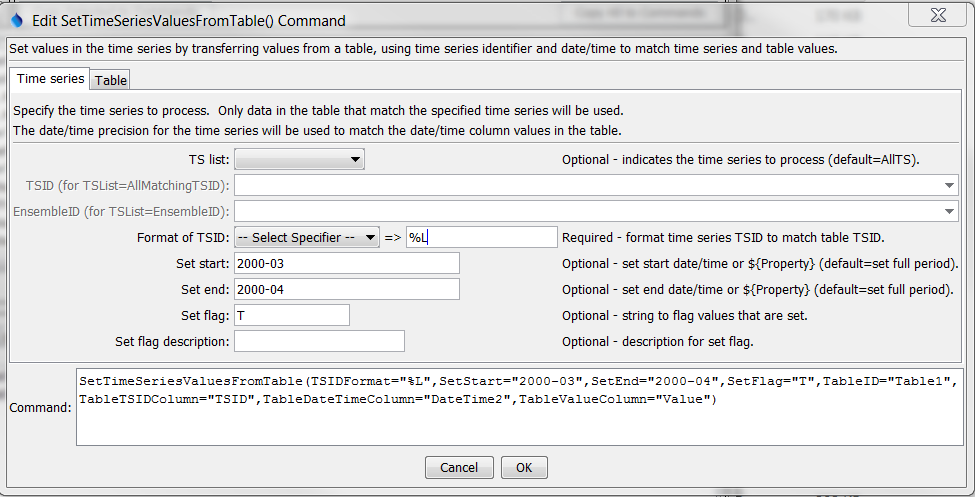 Edit SetTimeSeriesValuesFromTable() Command
Set values in the time series by transferring values from a table, using time series identifier and date/time to match time series and table values.
Time series Table
Specify the time series to process. Only data in the table that match the specified time series will be used.
The date/time precision for the time series will be used to match the date/time column values in the table.
TS list: Optional - indicates the time series to process (default=AllTS).
TSID (for TSList=AllMatchingTSID):
EnsembleID (for TSList=EnsembleID):
Format of TSID: -- Select Specifier -- => %L Required - format time series TSID to match table TSID.
Set start: 2000-03 Optional - set start date/time or ${Property} (default=set full period).
Set end: 2000-04 Optional - set end date/time or ${Property} (default=set full period).
Set flag: T Optional - string to flag values that are set.
Set flag description: Optional - description for set flag.
Command: SetTimeSeriesValuesFromTable(TSIDFormat="%L",SetStart="2000-03",SetEnd="2000-04",SetFlag="T",TableID="Table1",
TableTSIDColumn="TSID",TableDateTimeColumn="DateTime2",TableValueColumn="Value")
Cancel OK